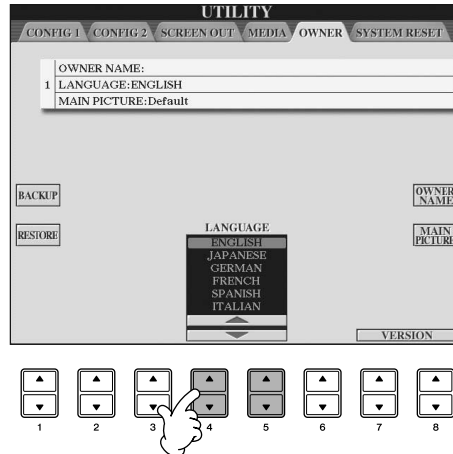 UTILITY
CONFIG 1 CONFIG 2 SCREEN OUT MEDIA OWNER SYSTEM RESET
OWNER NAME:
1 LANGUAGE:ENGLISH
MAIN PICTURE:Default
BACKUP
OWNER
NAME
RESTORE
MAIN
PICTURE
LANGUAGE
ENGLISH
JAPANESE
GERMAN
FRENCH
SPANISH
ITALIAN
VERSION
1 2 3 4 5 6 7 8